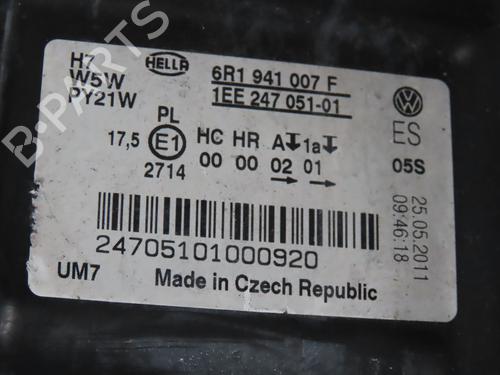 H7
W5W
PY21W
HELLA
6R1 941 007 F
1EE 247 051-01
ES
05S
PL
17,5 E1 HC HR A 1a
2714 00 00 02 01
25.05.2011
09:46:18
24705101000920
UM7 Made in Czech Republic
B-PARTS